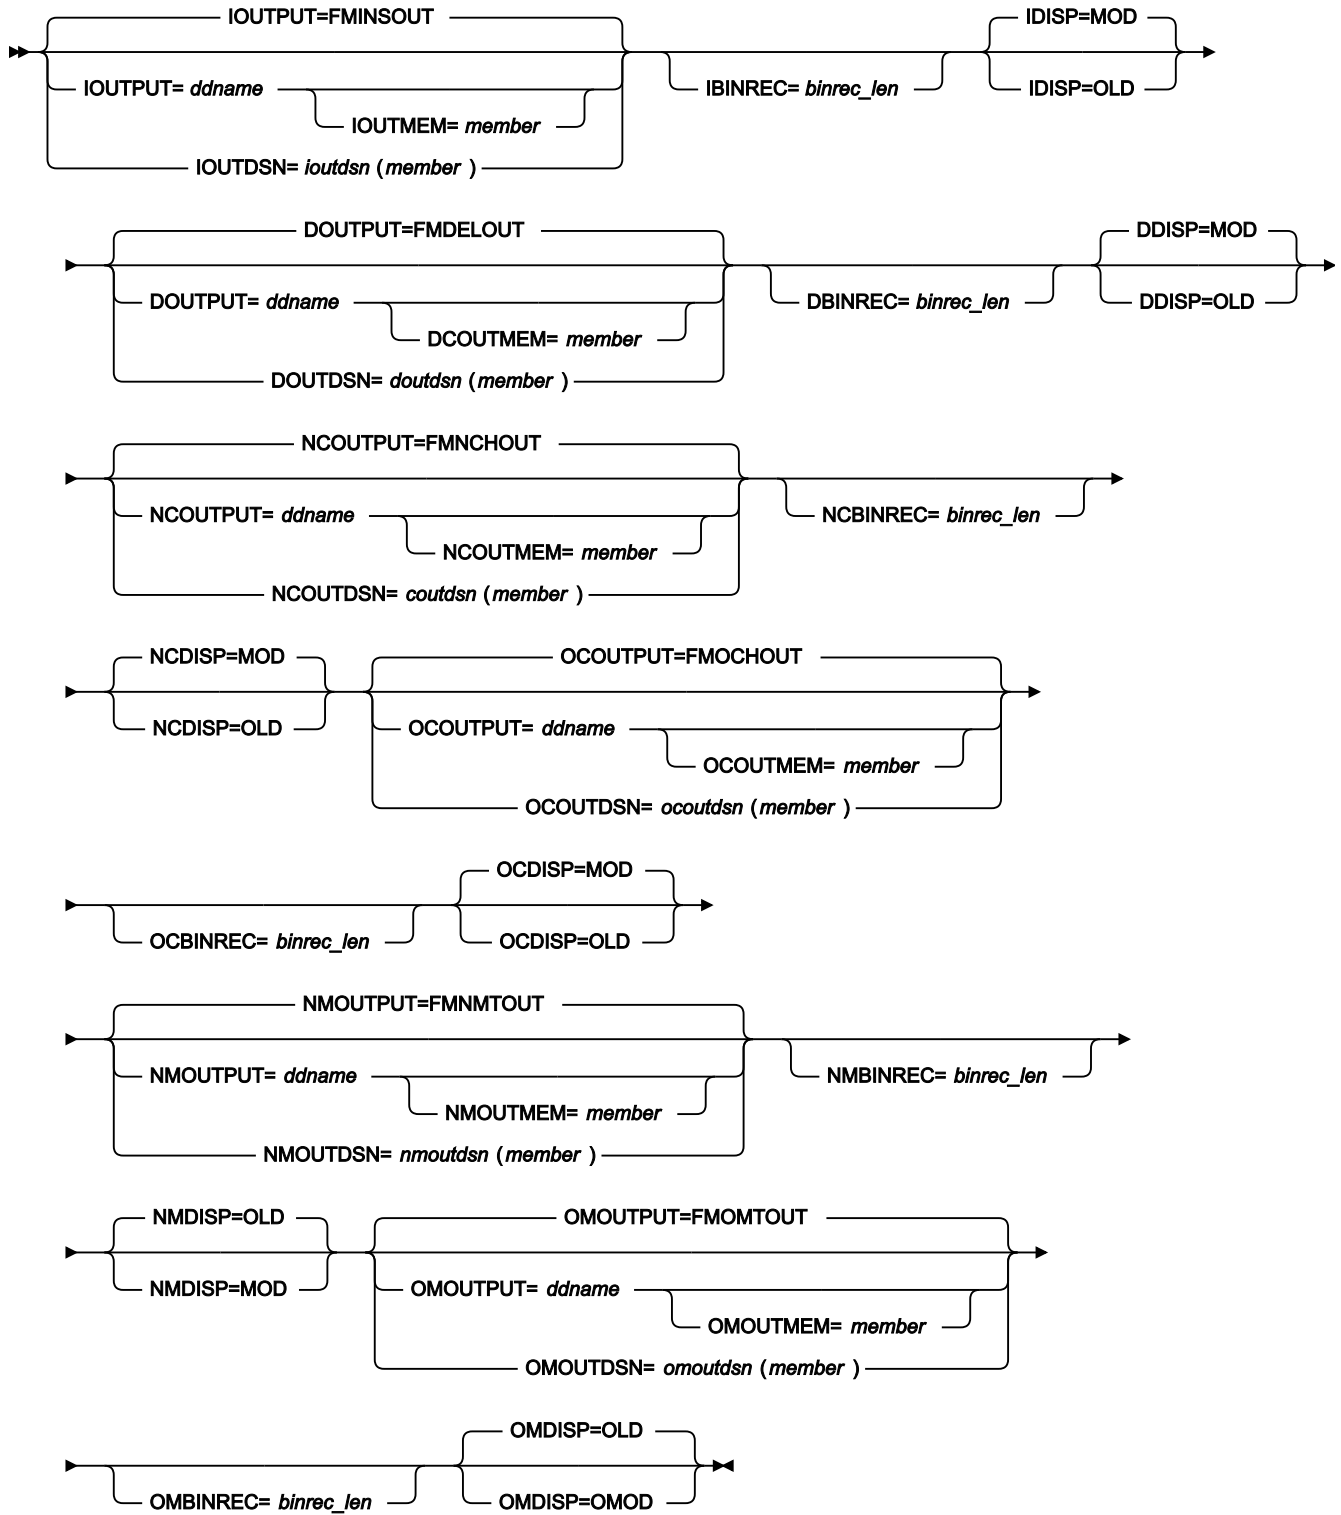 IOUTPUT=FMINSOUT
IDISP=MOD
IOUTPUT= ddname
IBINREC= binrec_len
IDISP=OLD
IOUTMEM= member
IOUTDSN= ioutdsn (member )
DOUTPUT=FMDELOUT
DDISP=MOD
DOUTPUT= ddname
DBINREC= binrec_len
DDISP=OLD
DCOUTMEM= member
DOUTDSN= doutdsn (member )
NCOUTPUT=FMNCHOUT
NCOUTPUT= ddname
NCBINREC= binrec_len
NCOUTMEM= member
NCOUTDSN= coutdsn (member )
NCDISP=MOD
OCOUTPUT=FMOCHOUT
NCDISP=OLD
OCOUTPUT= ddname
OCOUTMEM= member
OCOUTDSN= ocoutdsn (member )
OCDISP=MOD
OCBINREC= binrec_len
OCDISP=OLD
NMOUTPUT=FMNMTOUT
NMOUTPUT= ddname
NMBINREC= binrec_len
NMOUTMEM= member
NMOUTDSN= nmoutdsn (member )
NMDISP=OLD
OMOUTPUT=FMOMTOUT
NMDISP=MOD
OMOUTPUT= ddname
OMOUTMEM= member
OMOUTDSN= omoutdsn (member )
OMDISP=OLD
OMBINREC= binrec_len
OMDISP=OMOD